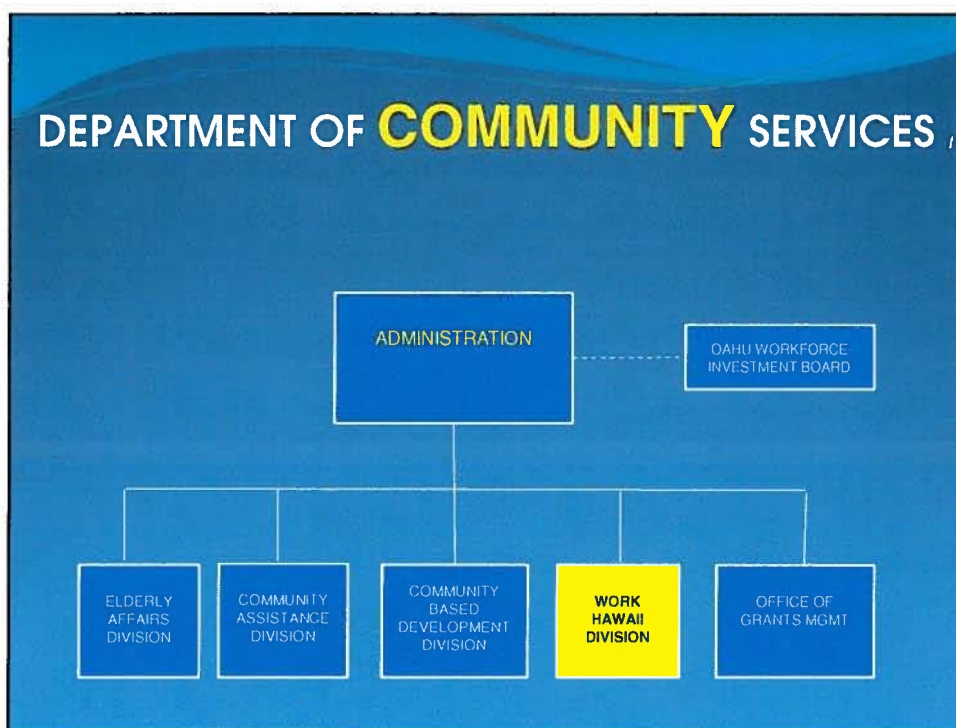 DEPARTMENT OF COMMUNITY SERVICES
ADMINISTRATION
OAHU WORKFORCE
INVESTMENT BOARD
ELDERLY
AFFAIRS
DIVISION
COMMUNITY
ASSISTANCE
DIVISION
COMMUNITY
BASED
DEVELOPMENT
DIVISION
WORK
HAWAII
DIVISION
OFFICE OF
GRANTS MGMT